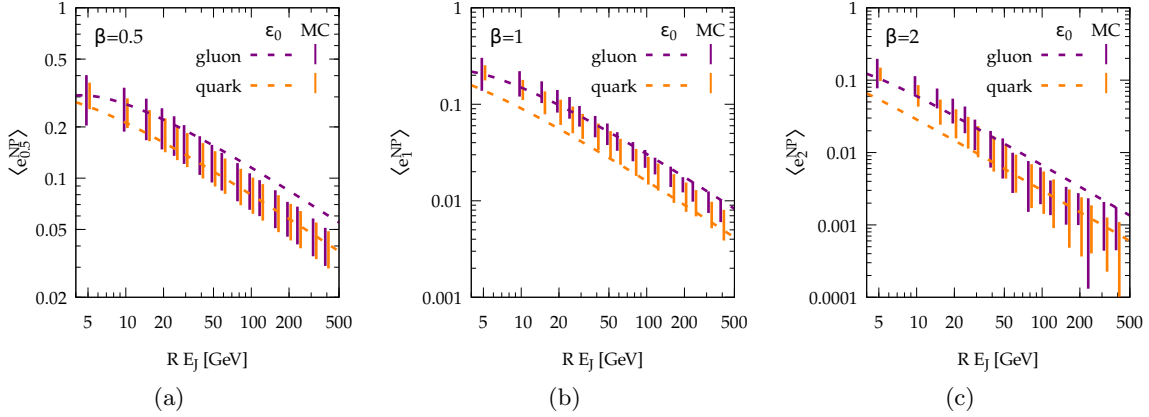 β=0.5
ε₀ MC
gluon
quark
1
0.5
0.2
0.1
0.05
0.02
⟨e^NP_0.5⟩
5 10 20 50 100 200 500
R E_J [GeV]
(a)
β=1
ε₀ MC
gluon
quark
1
0.1
0.01
0.001
⟨e^NP_1⟩
5 10 20 50 100 200 500
R E_J [GeV]
(b)
β=2
ε₀ MC
gluon
quark
1
0.1
0.01
0.001
0.0001
⟨e^NP_2⟩
5 10 20 50 100 200 500
R E_J [GeV]
(c)